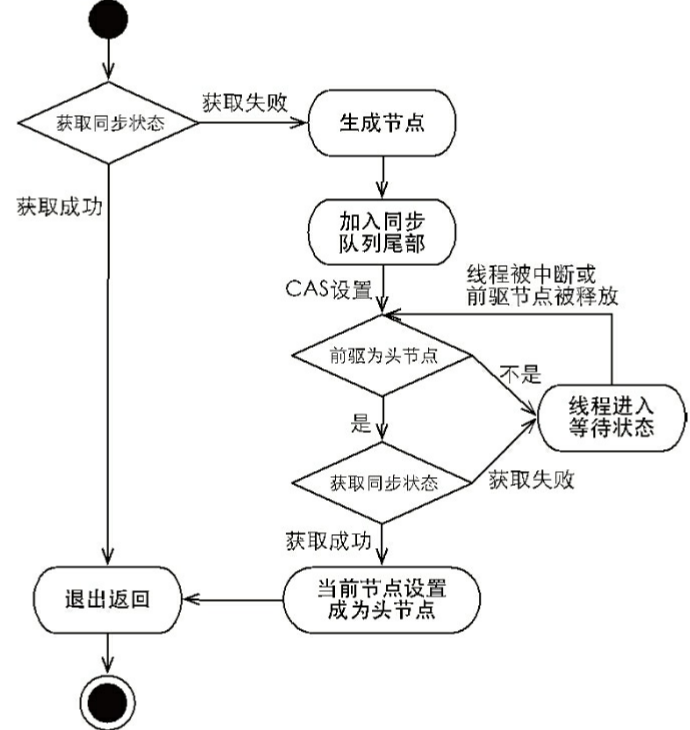 获取失败
获取同步状态
生成节点
获取成功
加入同步
队列尾部
CAS设置
线程被中断或
前驱节点被释放
前驱为头节点
不是
线程进入
等待状态
是
获取同步状态
获取失败
获取成功
退出返回
当前节点设置
成为头节点